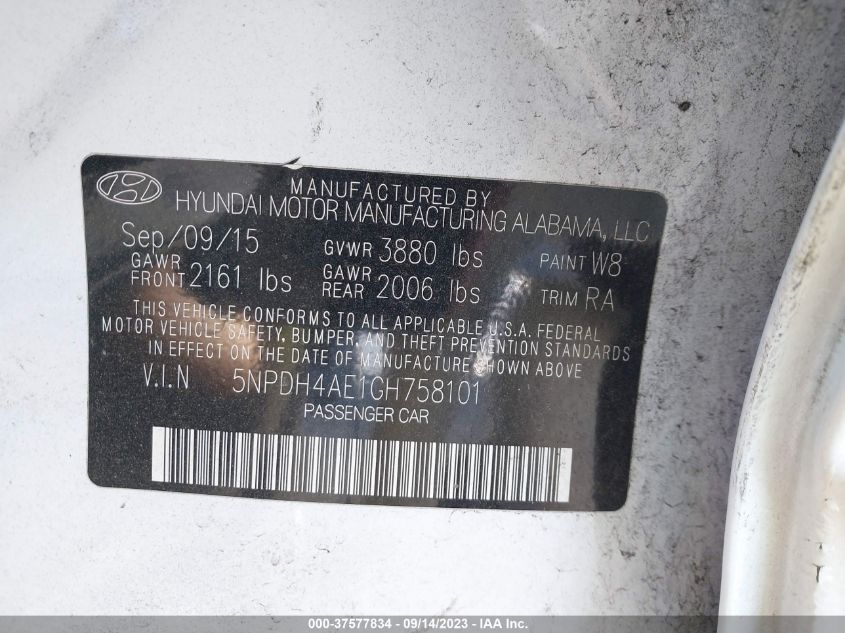 MANUFACTURED BY
HYUNDAI MOTOR MANUFACTURING ALABAMA, LLC
Sep/09/15 GVWR 3880 lbs PAINT W8
GAWR FRONT 2161 lbs GAWR REAR 2006 lbs TRIM RA
THIS VEHICLE CONFORMS TO ALL APPLICABLE U.S.A. FEDERAL
MOTOR VEHICLE SAFETY, BUMPER, AND THEFT PREVENTION STANDARDS
IN EFFECT ON THE DATE OF MANUFACTURE SHOWN ABOVE
V.I.N 5NPDH4AE1GH758101
PASSENGER CAR
000-37577834 - 09/14/2023 - IAA Inc.